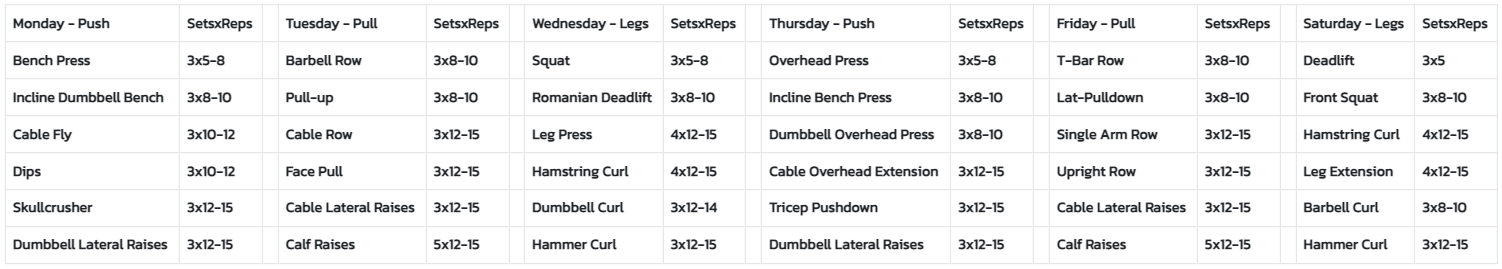 Monday - Push SetsxReps Tuesday - Pull SetsxReps Wednesday - Legs SetsxReps Thursday - Push SetsxReps Friday - Pull SetsxReps Saturday - Legs SetsxReps
Bench Press 3x5-8 Barbell Row 3x8-10 Squat 3x5-8 Overhead Press 3x5-8 T-Bar Row 3x8-10 Deadlift 3x5
Incline Dumbbell Bench 3x8-10 Pull-up 3x8-10 Romanian Deadlift 3x8-10 Incline Bench Press 3x8-10 Lat-Pulldown 3x8-10 Front Squat 3x8-10
Cable Fly 3x10-12 Cable Row 3x12-15 Leg Press 4x12-15 Dumbbell Overhead Press 3x8-10 Single Arm Row 3x12-15 Hamstring Curl 4x12-15
Dips 3x10-12 Face Pull 3x12-15 Hamstring Curl 4x12-15 Cable Overhead Extension 3x12-15 Upright Row 3x12-15 Leg Extension 4x12-15
Skullcrusher 3x12-15 Cable Lateral Raises 3x12-15 Dumbbell Curl 3x12-14 Tricep Pushdown 3x12-15 Cable Lateral Raises 3x12-15 Barbell Curl 3x8-10
Dumbbell Lateral Raises 3x12-15 Calf Raises 5x12-15 Hammer Curl 3x12-15 Dumbbell Lateral Raises 3x12-15 Calf Raises 5x12-15 Hammer Curl 3x12-15